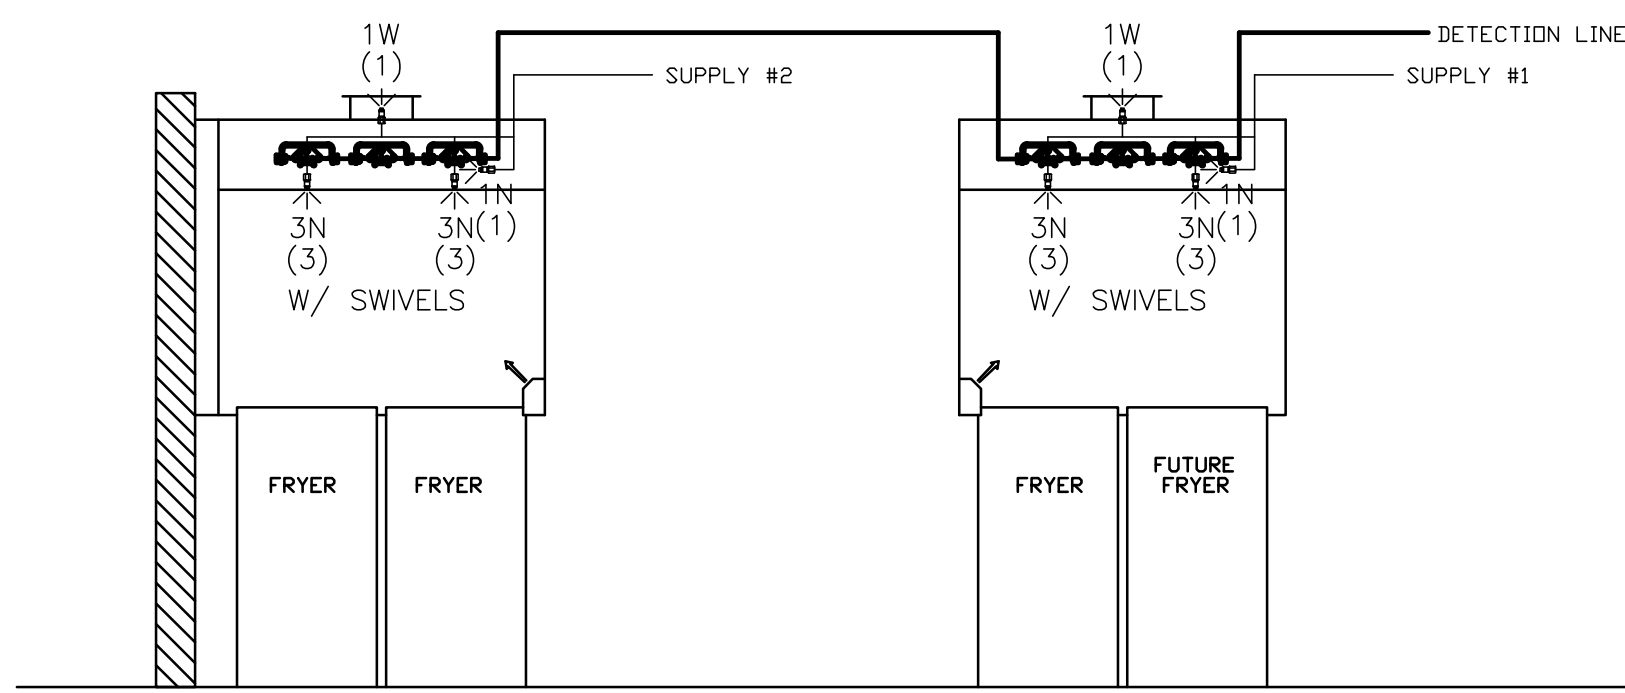 1W
(1)
SUPPLY #2
1N
3N(1)
3N
(3)
(3)
W/ SWIVELS
FRYER
FRYER
1W
(1)
DETECTION LINE
SUPPLY #1
1N
3N(1)
3N
(3)
(3)
W/ SWIVELS
FRYER
FUTURE
FRYER